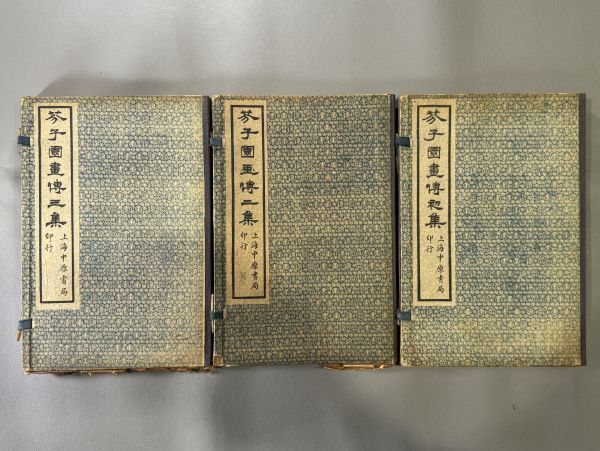 芥子園畫傳三集
上海中原書局
印行
芥子園画傳二集
上海中原書局
印行
芥子園畫傳初集
上海中原書局
印行